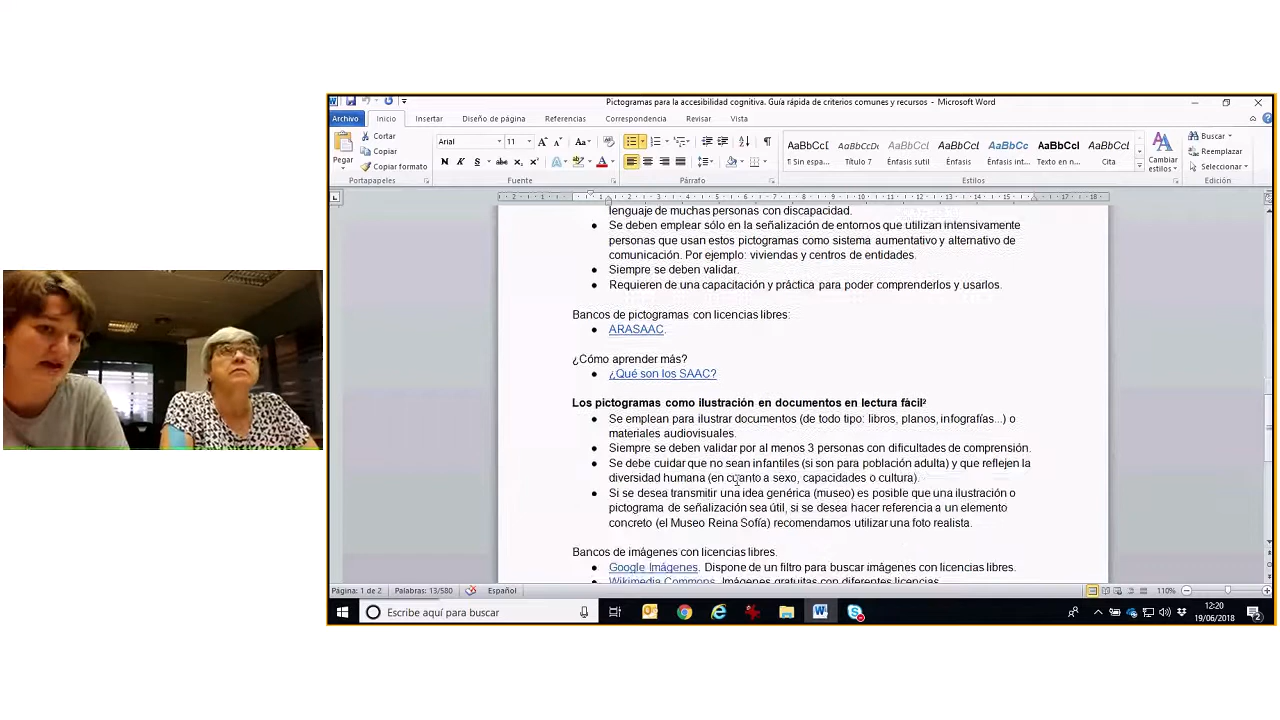 Pictogramas para la accesibilidad cognitiva. Guía rápida de criterios comunes y recursos - Microsoft Word
Archivo Inicio Insertar Diseño de página Referencias Correspondencia Revisar Vista
Pegar
Cortar
Copiar
Copiar formato
Portapapeles
Arial 11
Fuente
Párrafo
AaBbCcI AaBbCcI AaBbCcI AaBbCcI AaBbCc AaBbCcI AaBbCcI
¶ Sin espa... Título 7 Énfasis sutil Énfasis Énfasis int... Texto en n... Cita
Estilos
Cambiar
estilos
Buscar
Reemplazar
Seleccionar
Edición
lenguaje de muchas personas con discapacidad.
Se deben emplear sólo en la señalización de entornos que utilizan intensivamente
personas que usan estos pictogramas como sistema aumentativo y alternativo de
comunicación. Por ejemplo: viviendas y centros de entidades.
Siempre se deben validar.
Requieren de una capacitación y práctica para poder comprenderlos y usarlos.
Bancos de pictogramas con licencias libres:
ARASAAC.
¿Cómo aprender más?
¿Qué son los SAAC?
Los pictogramas como ilustración en documentos en lectura fácil²
Se emplean para ilustrar documentos (de todo tipo: libros, planos, infografías...) o
materiales audiovisuales.
Siempre se deben validar por al menos 3 personas con dificultades de comprensión.
Se debe cuidar que no sean infantiles (si son para población adulta) y que reflejen la
diversidad humana (en cuanto a sexo, capacidades o cultura).
Si se desea transmitir una idea genérica (museo) es posible que una ilustración o
pictograma de señalización sea útil, si se desea hacer referencia a un elemento
concreto (el Museo Reina Sofía) recomendamos utilizar una foto realista.
Bancos de imágenes con licencias libres.
Google Imágenes. Dispone de un filtro para buscar imágenes con licencias libres.
Wikimedia Commons. Imágenes gratuitas con diferentes licencias.
Página: 1 de 2 Palabras: 13/580 Español 110%
Escribe aquí para buscar
12:20
19/06/2018